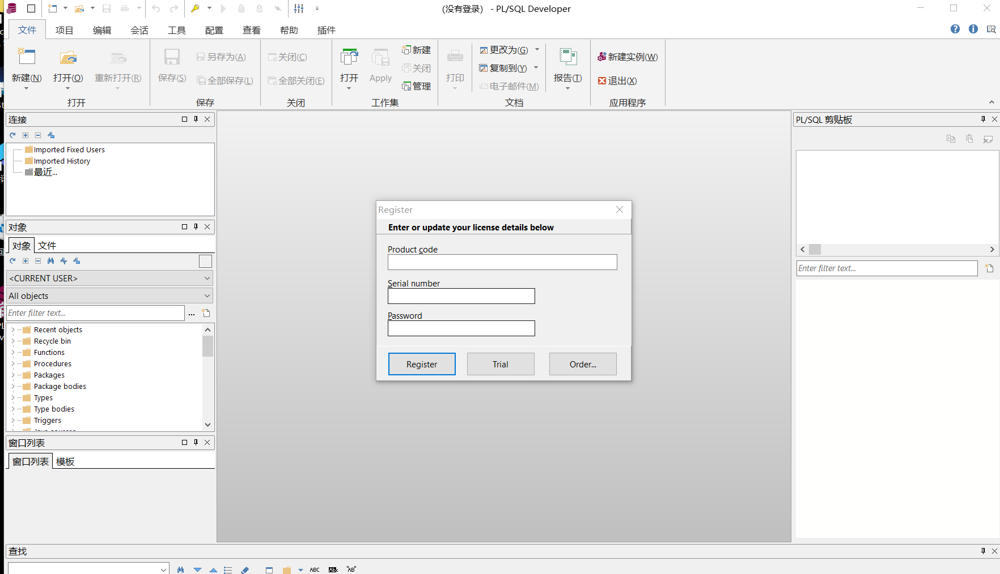 (没有登录) - PL/SQL Developer
文件 项目 编辑 会话 工具 配置 查看 帮助 插件
新建(N) 打开(O) 重新打开(R)
打开
保存(S) 另存为(A) 全部保存(L)
保存
关闭(C) 全部关闭(E)
关闭
打开 Apply 新建 关闭 管理
工作集
打印 更改为(G) 复制到(Y) 电子邮件(M) 报告(T)
文档
新建实例(W) 退出(X)
应用程序
连接
Imported Fixed Users
Imported History
最近...
对象
对象 文件
<CURRENT USER>
All objects
Enter filter text...
...
Recent objects
Recycle bin
Functions
Procedures
Packages
Package bodies
Types
Type bodies
Triggers
窗口列表
窗口列表 模板
Register
Enter or update your license details below
Product code
Serial number
Password
Register Trial Order...
PL/SQL 剪贴板
Enter filter text...
查找
ABC AB "AB"